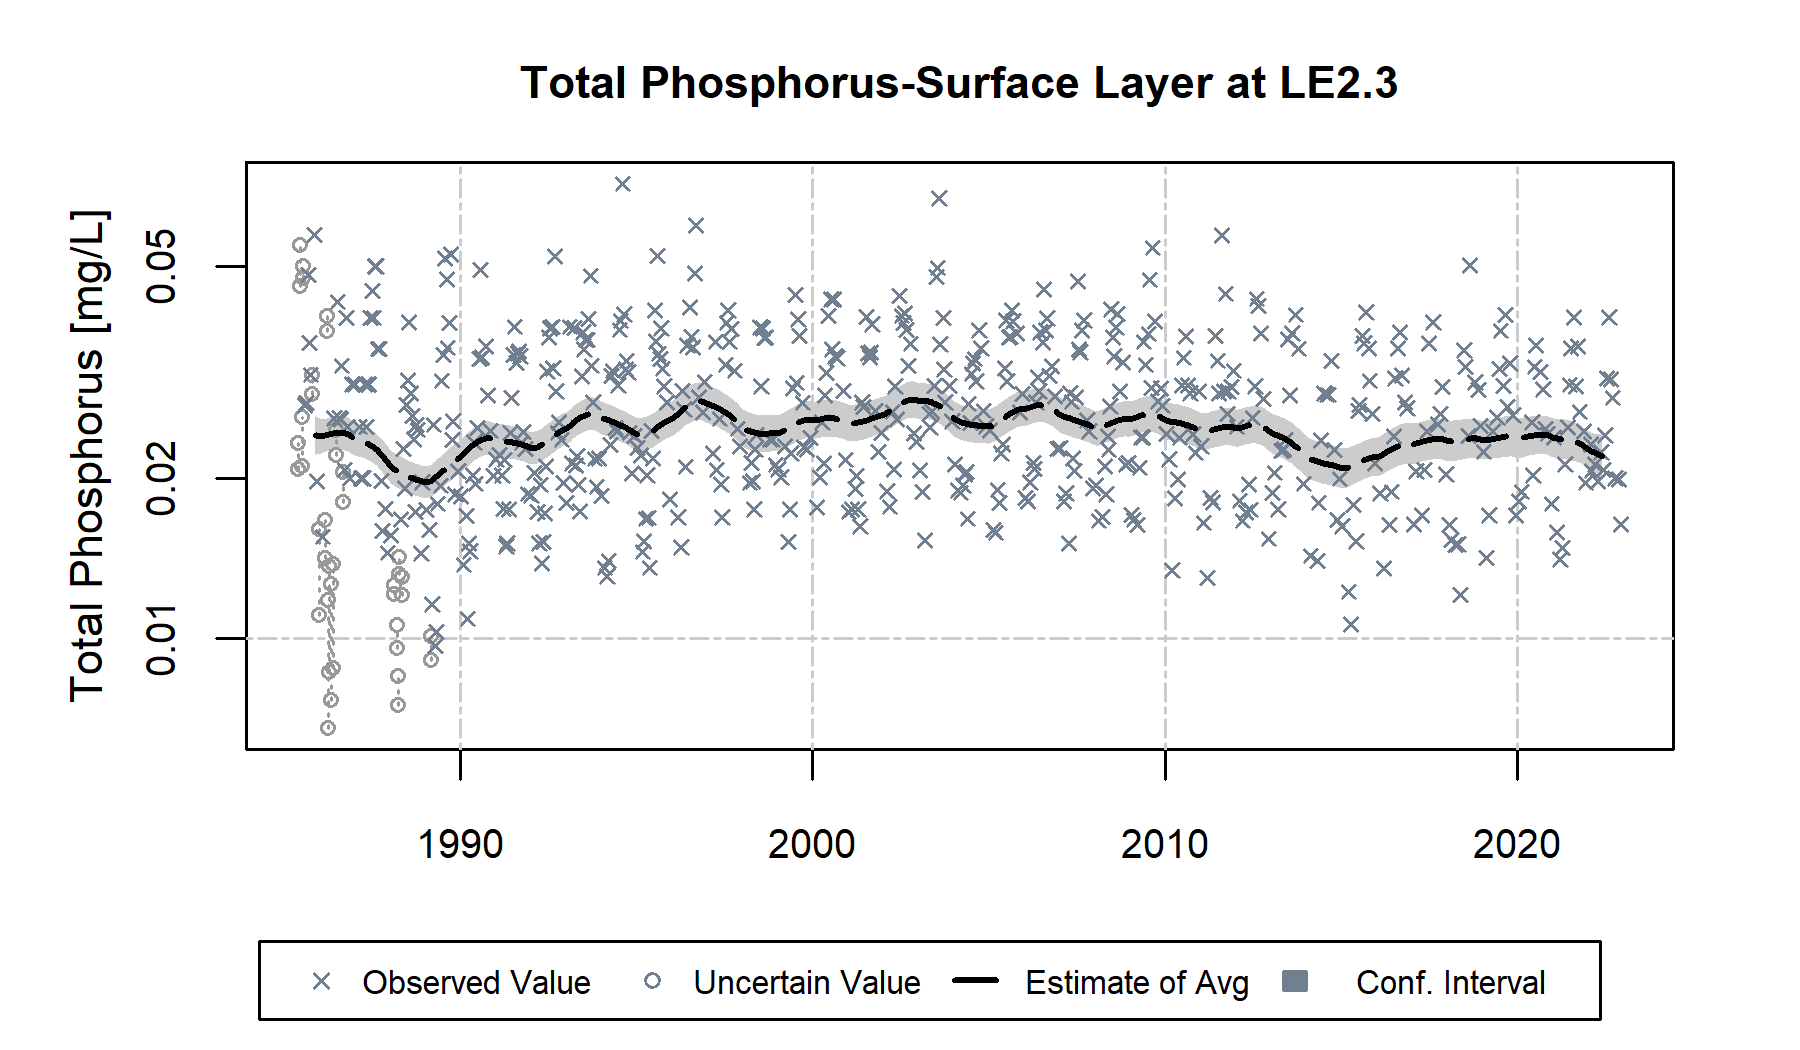 Total Phosphorus-Surface Layer at LE2.3
Total Phosphorus [mg/L]
0.05
0.02
0.01
1990 2000 2010 2020
Observed Value Uncertain Value Estimate of Avg Conf. Interval